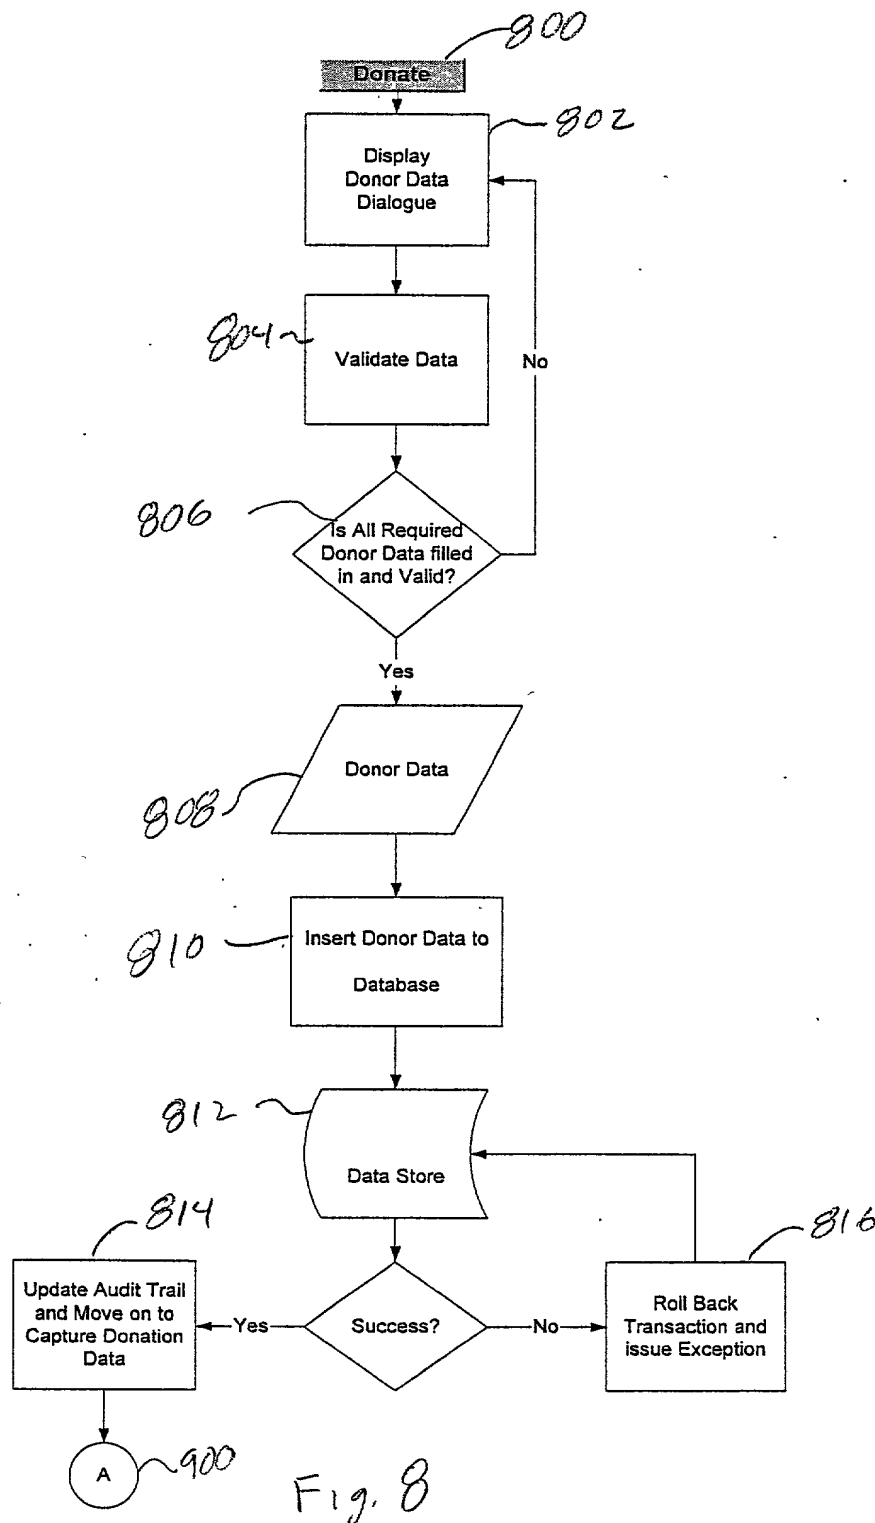 800
Donate
802
Display
Donor Data
Dialogue
804
Validate Data
No
806
Is All Required
Donor Data filled
in and Valid?
Yes
Donor Data
808
810
Insert Donor Data to
Database
812
Data Store
814
816
Update Audit Trail
and Move on to
Capture Donation
Data
Yes
Success?
No
Roll Back
Transaction and
issue Exception
A
900
Fig. 8